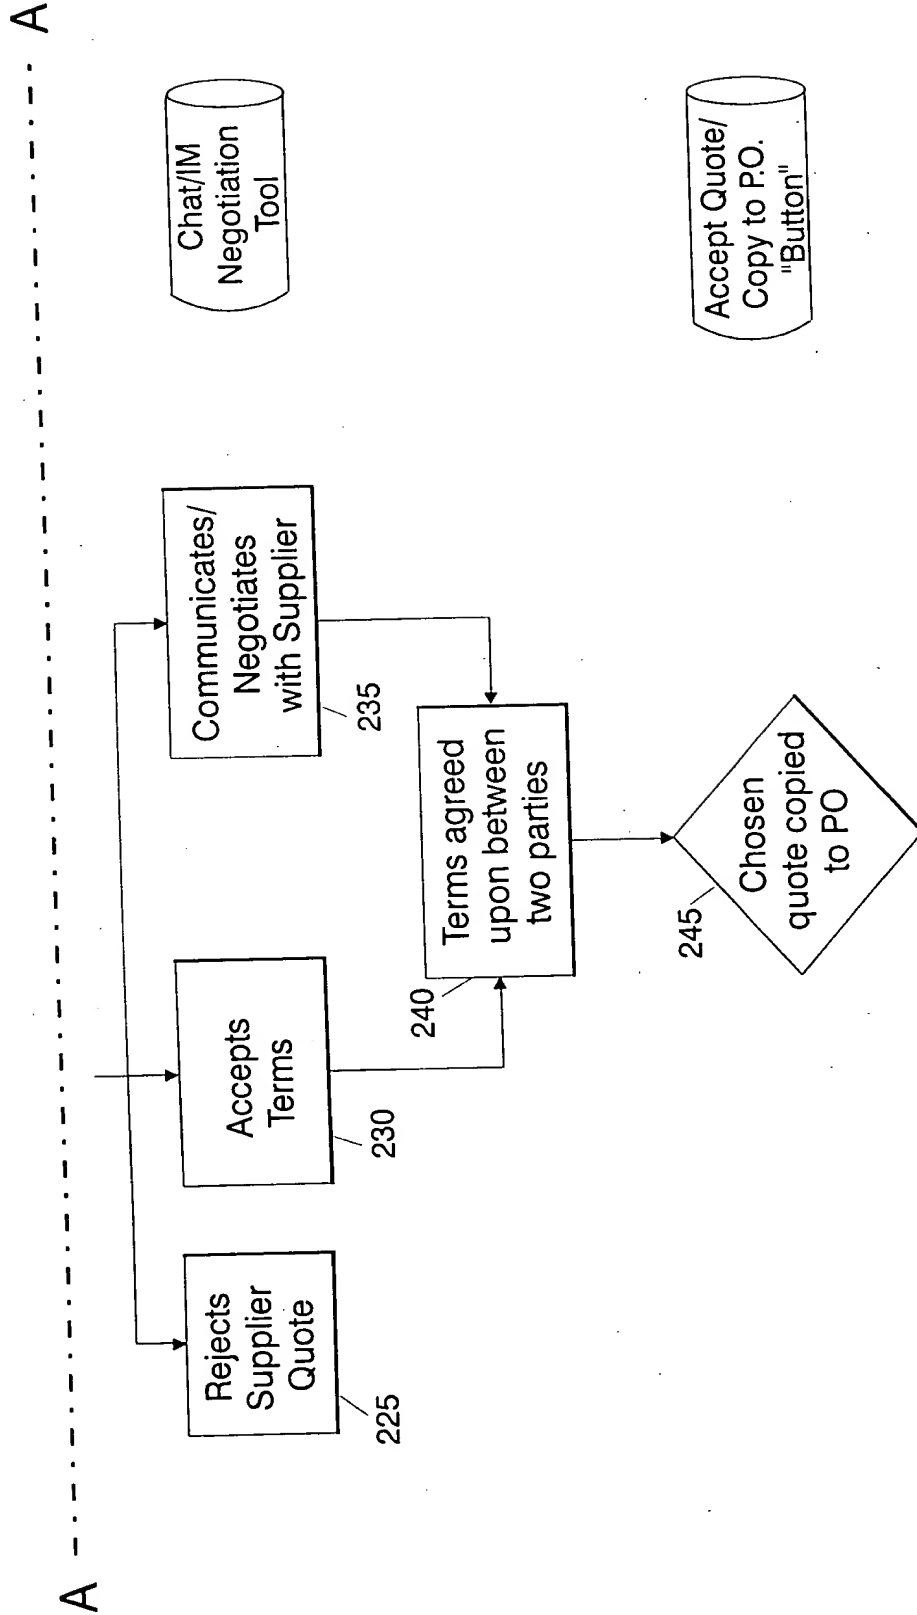 A
A
Rejects
Supplier
Quote
225
Accepts
Terms
230
Communicates/
Negotiates
with Supplier
235
Chat/IM
Negotiation
Tool
Terms agreed
upon between
two parties
240
Chosen
quote copied
to PO
245
Accept Quote/
Copy to P.O.
"Button"